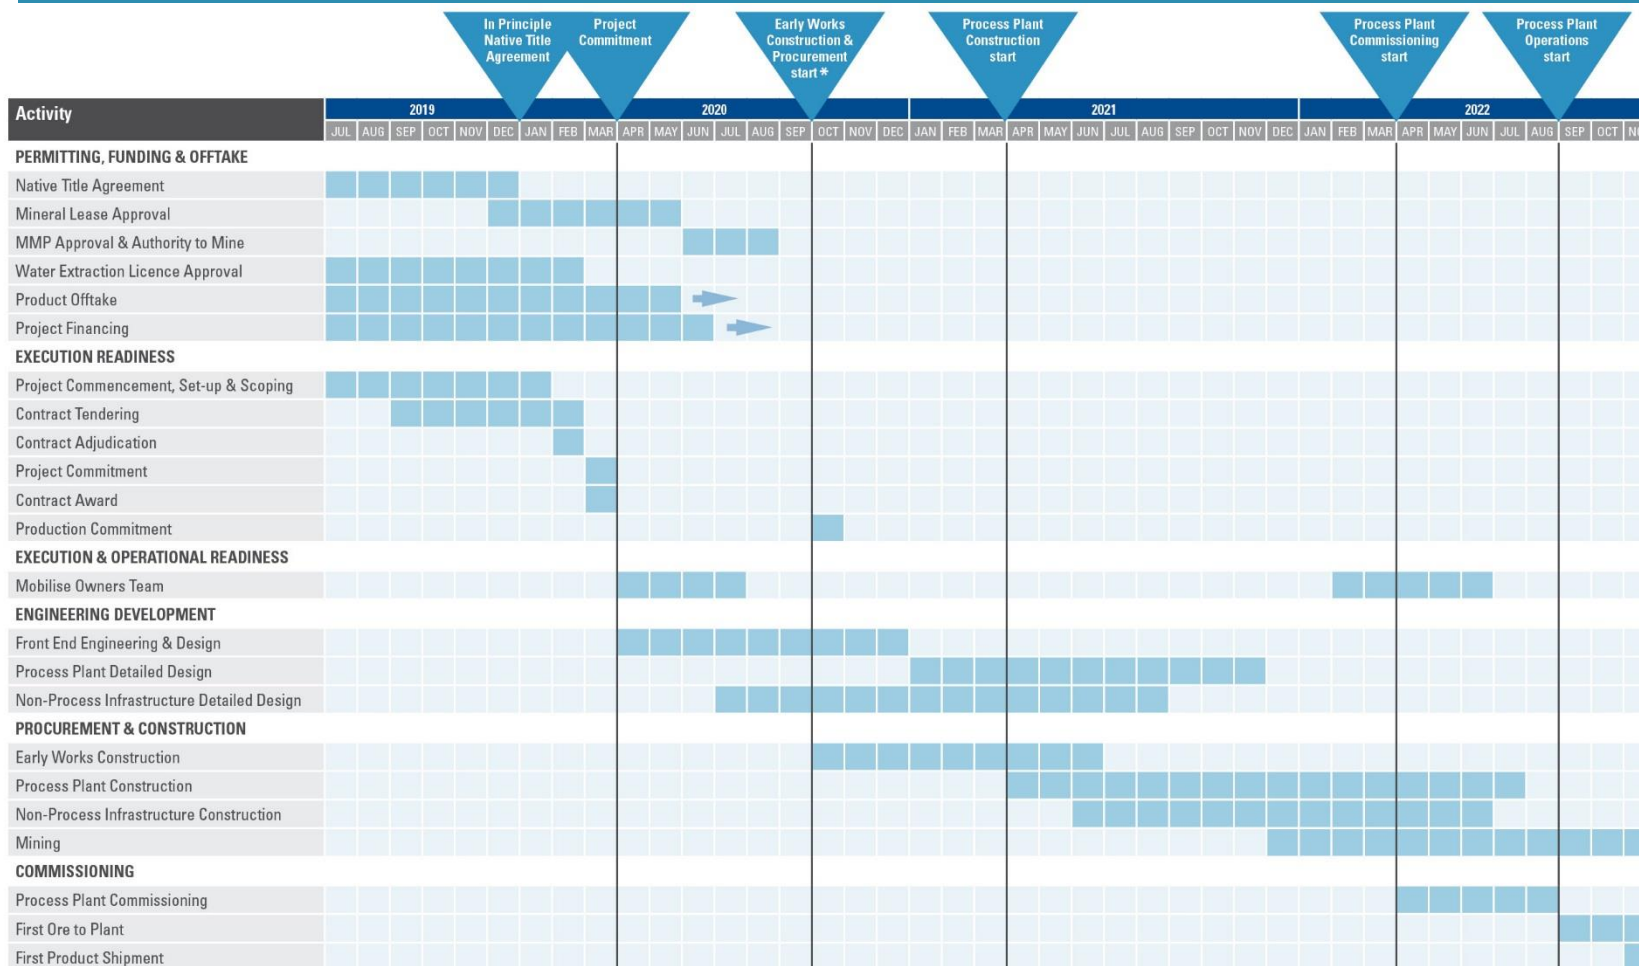 In Principle
Native Title
Agreement
Project
Commitment
Early Works
Construction &
Procurement
start *
Process Plant
Construction
start
Process Plant
Commissioning
start
Process Plant
Operations
start
Activity
2019 2020 2021 2022
JUL AUG SEP OCT NOV DEC JAN FEB MAR APR MAY JUN JUL AUG SEP OCT NOV DEC JAN FEB MAR APR MAY JUN JUL AUG SEP OCT NOV DEC JAN FEB MAR APR MAY JUN JUL AUG SEP OCT
PERMITTING, FUNDING & OFFTAKE
Native Title Agreement
Mineral Lease Approval
MMP Approval & Authority to Mine
Water Extraction Licence Approval
Product Offtake
Project Financing
EXECUTION READINESS
Project Commencement, Set-up & Scoping
Contract Tendering
Contract Adjudication
Project Commitment
Contract Award
Production Commitment
EXECUTION & OPERATIONAL READINESS
Mobilise Owners Team
ENGINEERING DEVELOPMENT
Front End Engineering & Design
Process Plant Detailed Design
Non-Process Infrastructure Detailed Design
PROCUREMENT & CONSTRUCTION
Early Works Construction
Process Plant Construction
Non-Process Infrastructure Construction
Mining
COMMISSIONING
Process Plant Commissioning
First Ore to Plant
First Product Shipment